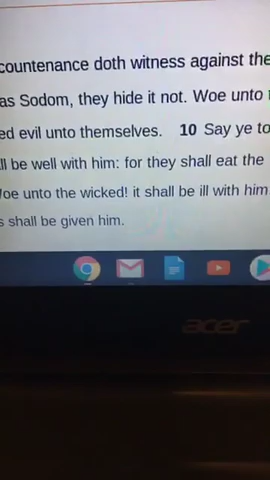 countenance doth witness against the
as Sodom, they hide it not. Woe unto
ed evil unto themselves. 10 Say ye to
ll be well with him: for they shall eat the
Woe unto the wicked! it shall be ill with him
s shall be given him.
acer